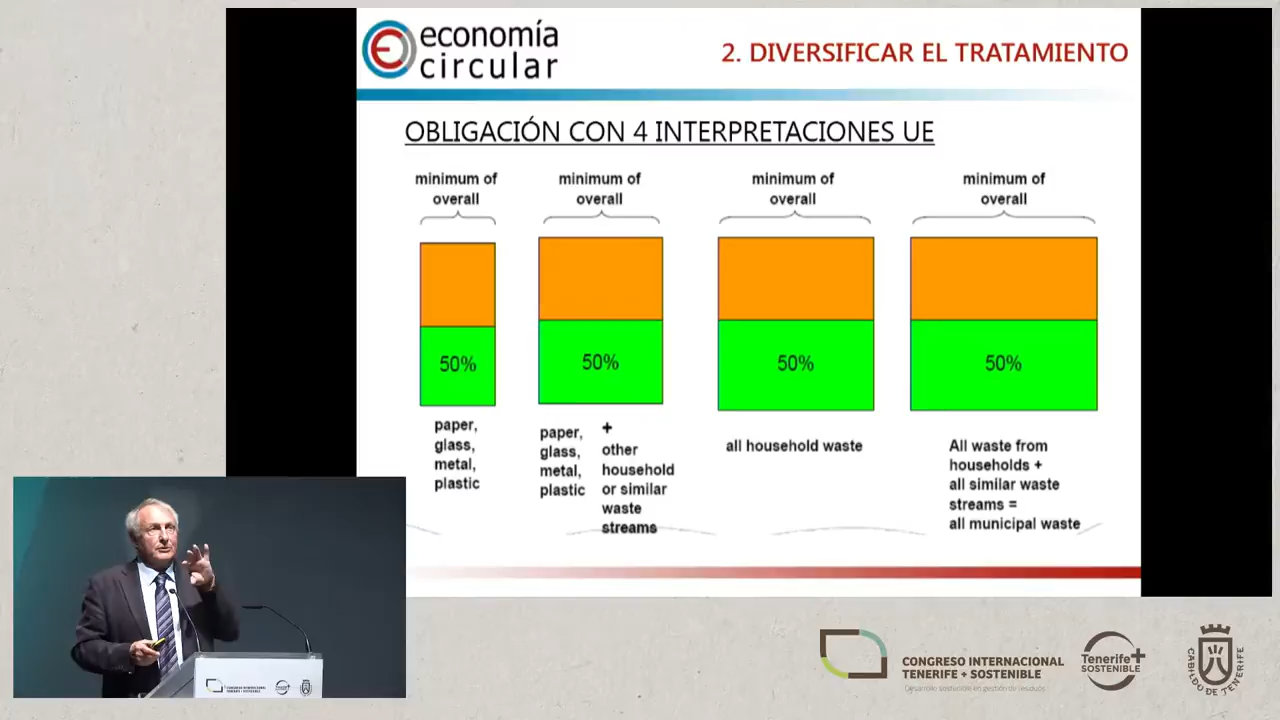 economía
circular
2. DIVERSIFICAR EL TRATAMIENTO
OBLIGACIÓN CON 4 INTERPRETACIONES UE
minimum of
overall
minimum of
overall
minimum of
overall
minimum of
overall
50%
50%
50%
50%
paper,
glass,
metal,
plastic
paper,
glass,
metal,
plastic
+
other
household
or similar
waste
streams
all household waste
All waste from
households +
all similar waste
streams =
all municipal waste
CONGRESO INTERNACIONAL
TENERIFE + SOSTENIBLE
Desarrollo sostenible en gestión de residuos
Tenerife+
SOSTENIBLE
CABILDO DE TENERIFE